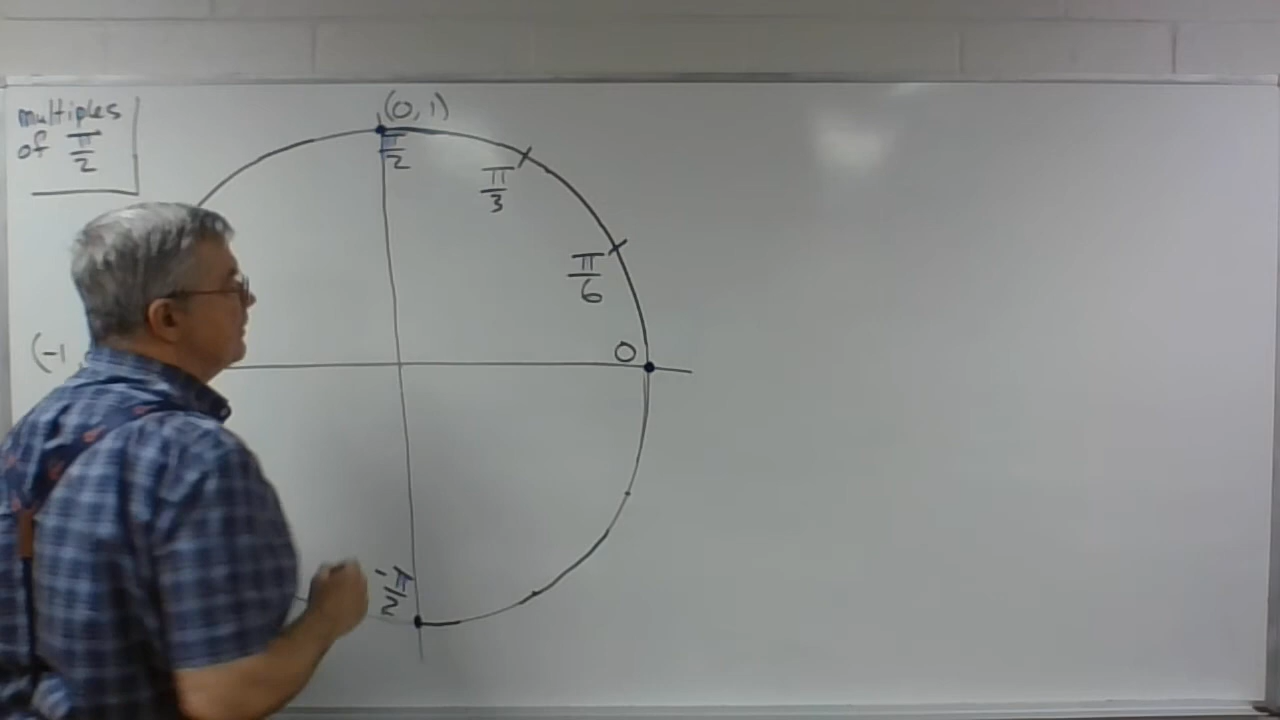 multiples
of π/2
(0,1)
π/2
π/3
π/6
0
(-1,
-π/2